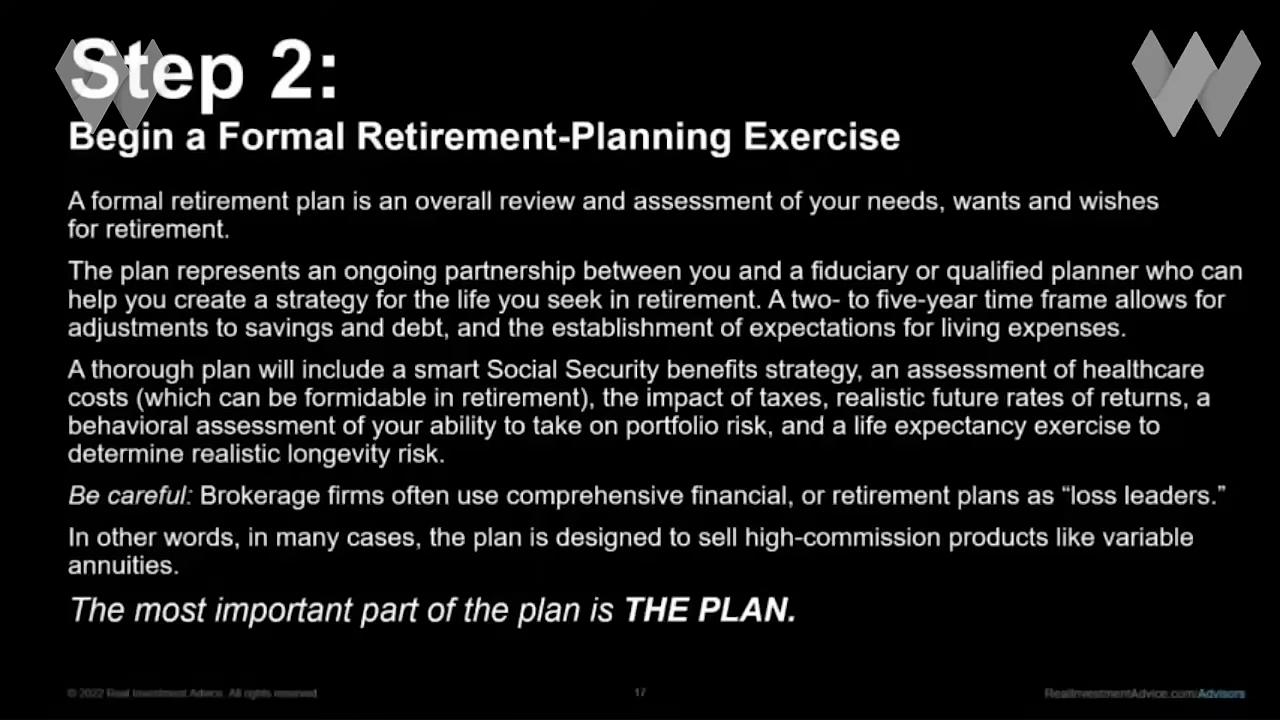 Step 2:
Begin a Formal Retirement-Planning Exercise
A formal retirement plan is an overall review and assessment of your needs, wants and wishes
for retirement.
The plan represents an ongoing partnership between you and a fiduciary or qualified planner who can
help you create a strategy for the life you seek in retirement. A two- to five-year time frame allows for
adjustments to savings and debt, and the establishment of expectations for living expenses.
A thorough plan will include a smart Social Security benefits strategy, an assessment of healthcare
costs (which can be formidable in retirement), the impact of taxes, realistic future rates of returns, a
behavioral assessment of your ability to take on portfolio risk, and a life expectancy exercise to
determine realistic longevity risk.
Be careful: Brokerage firms often use comprehensive financial, or retirement plans as “loss leaders.”
In other words, in many cases, the plan is designed to sell high-commission products like variable
annuities.
The most important part of the plan is THE PLAN.
© 2022 Real Investment Advice. All rights reserved.
17
RealInvestmentAdvice.com/Advisors